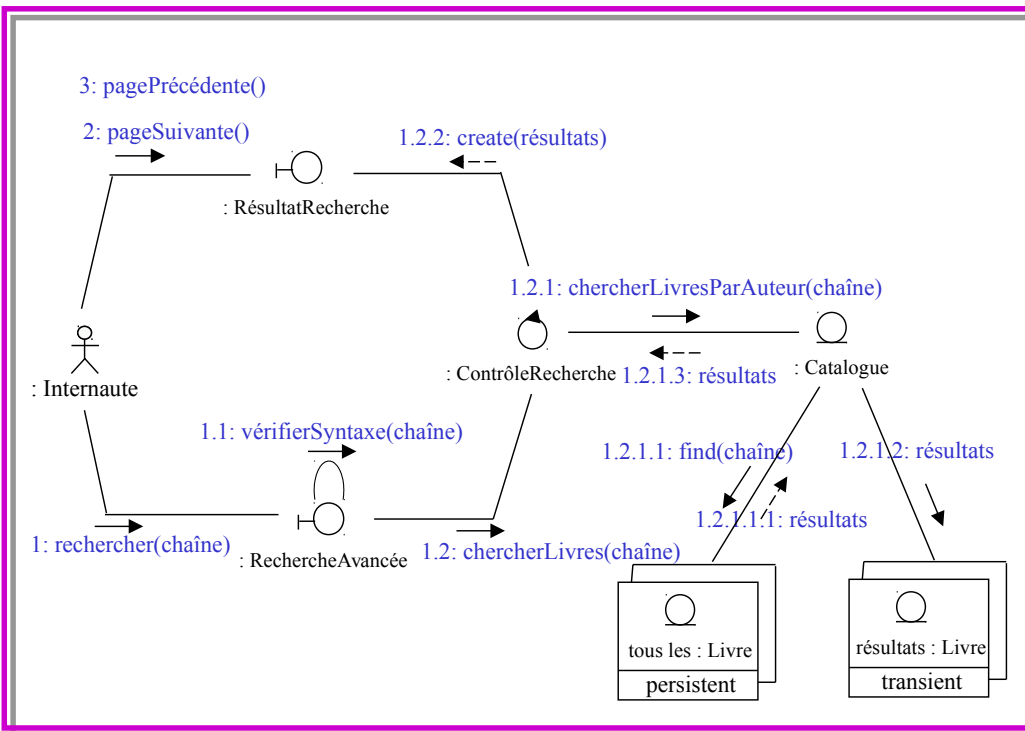 3: pagePrécédente()
2: pageSuivante()
1.2.2: create(résultats)
: RésultatRecherche
1.2.1: chercherLivresParAuteur(chaîne)
: Internaute
: ContrôleRecherche
1.2.1.3: résultats
: Catalogue
1.1: vérifierSyntaxe(chaîne)
1.2.1.1: find(chaîne)
1.2.1.2: résultats
1.2.1.1.1: résultats
1: rechercher(chaîne)
: RechercheAvancée
1.2: chercherLivres(chaîne)
tous les : Livre
persistent
résultats : Livre
transient